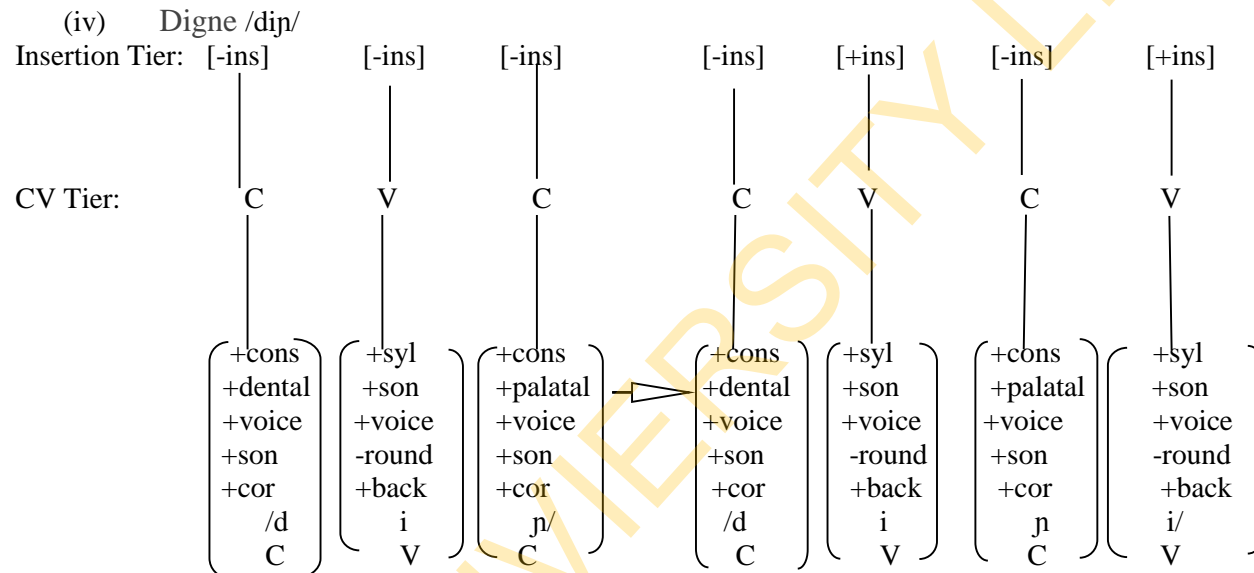 (iv) Digne /diɲ/
Insertion Tier: [-ins] [-ins] [-ins] [-ins] [+ins] [-ins] [+ins]
CV Tier: C V C C V C V
+cons +syl +cons +cons +syl +cons +syl
+dental +son +palatal +dental +son +palatal +son
+voice +voice +voice +voice +voice +voice +voice
+son -round +son +son -round +son -round
+cor +back +cor +cor +back +cor +back
/d i ɲ/ /d i ɲ i/
C V C C V C V
VIERSITY L